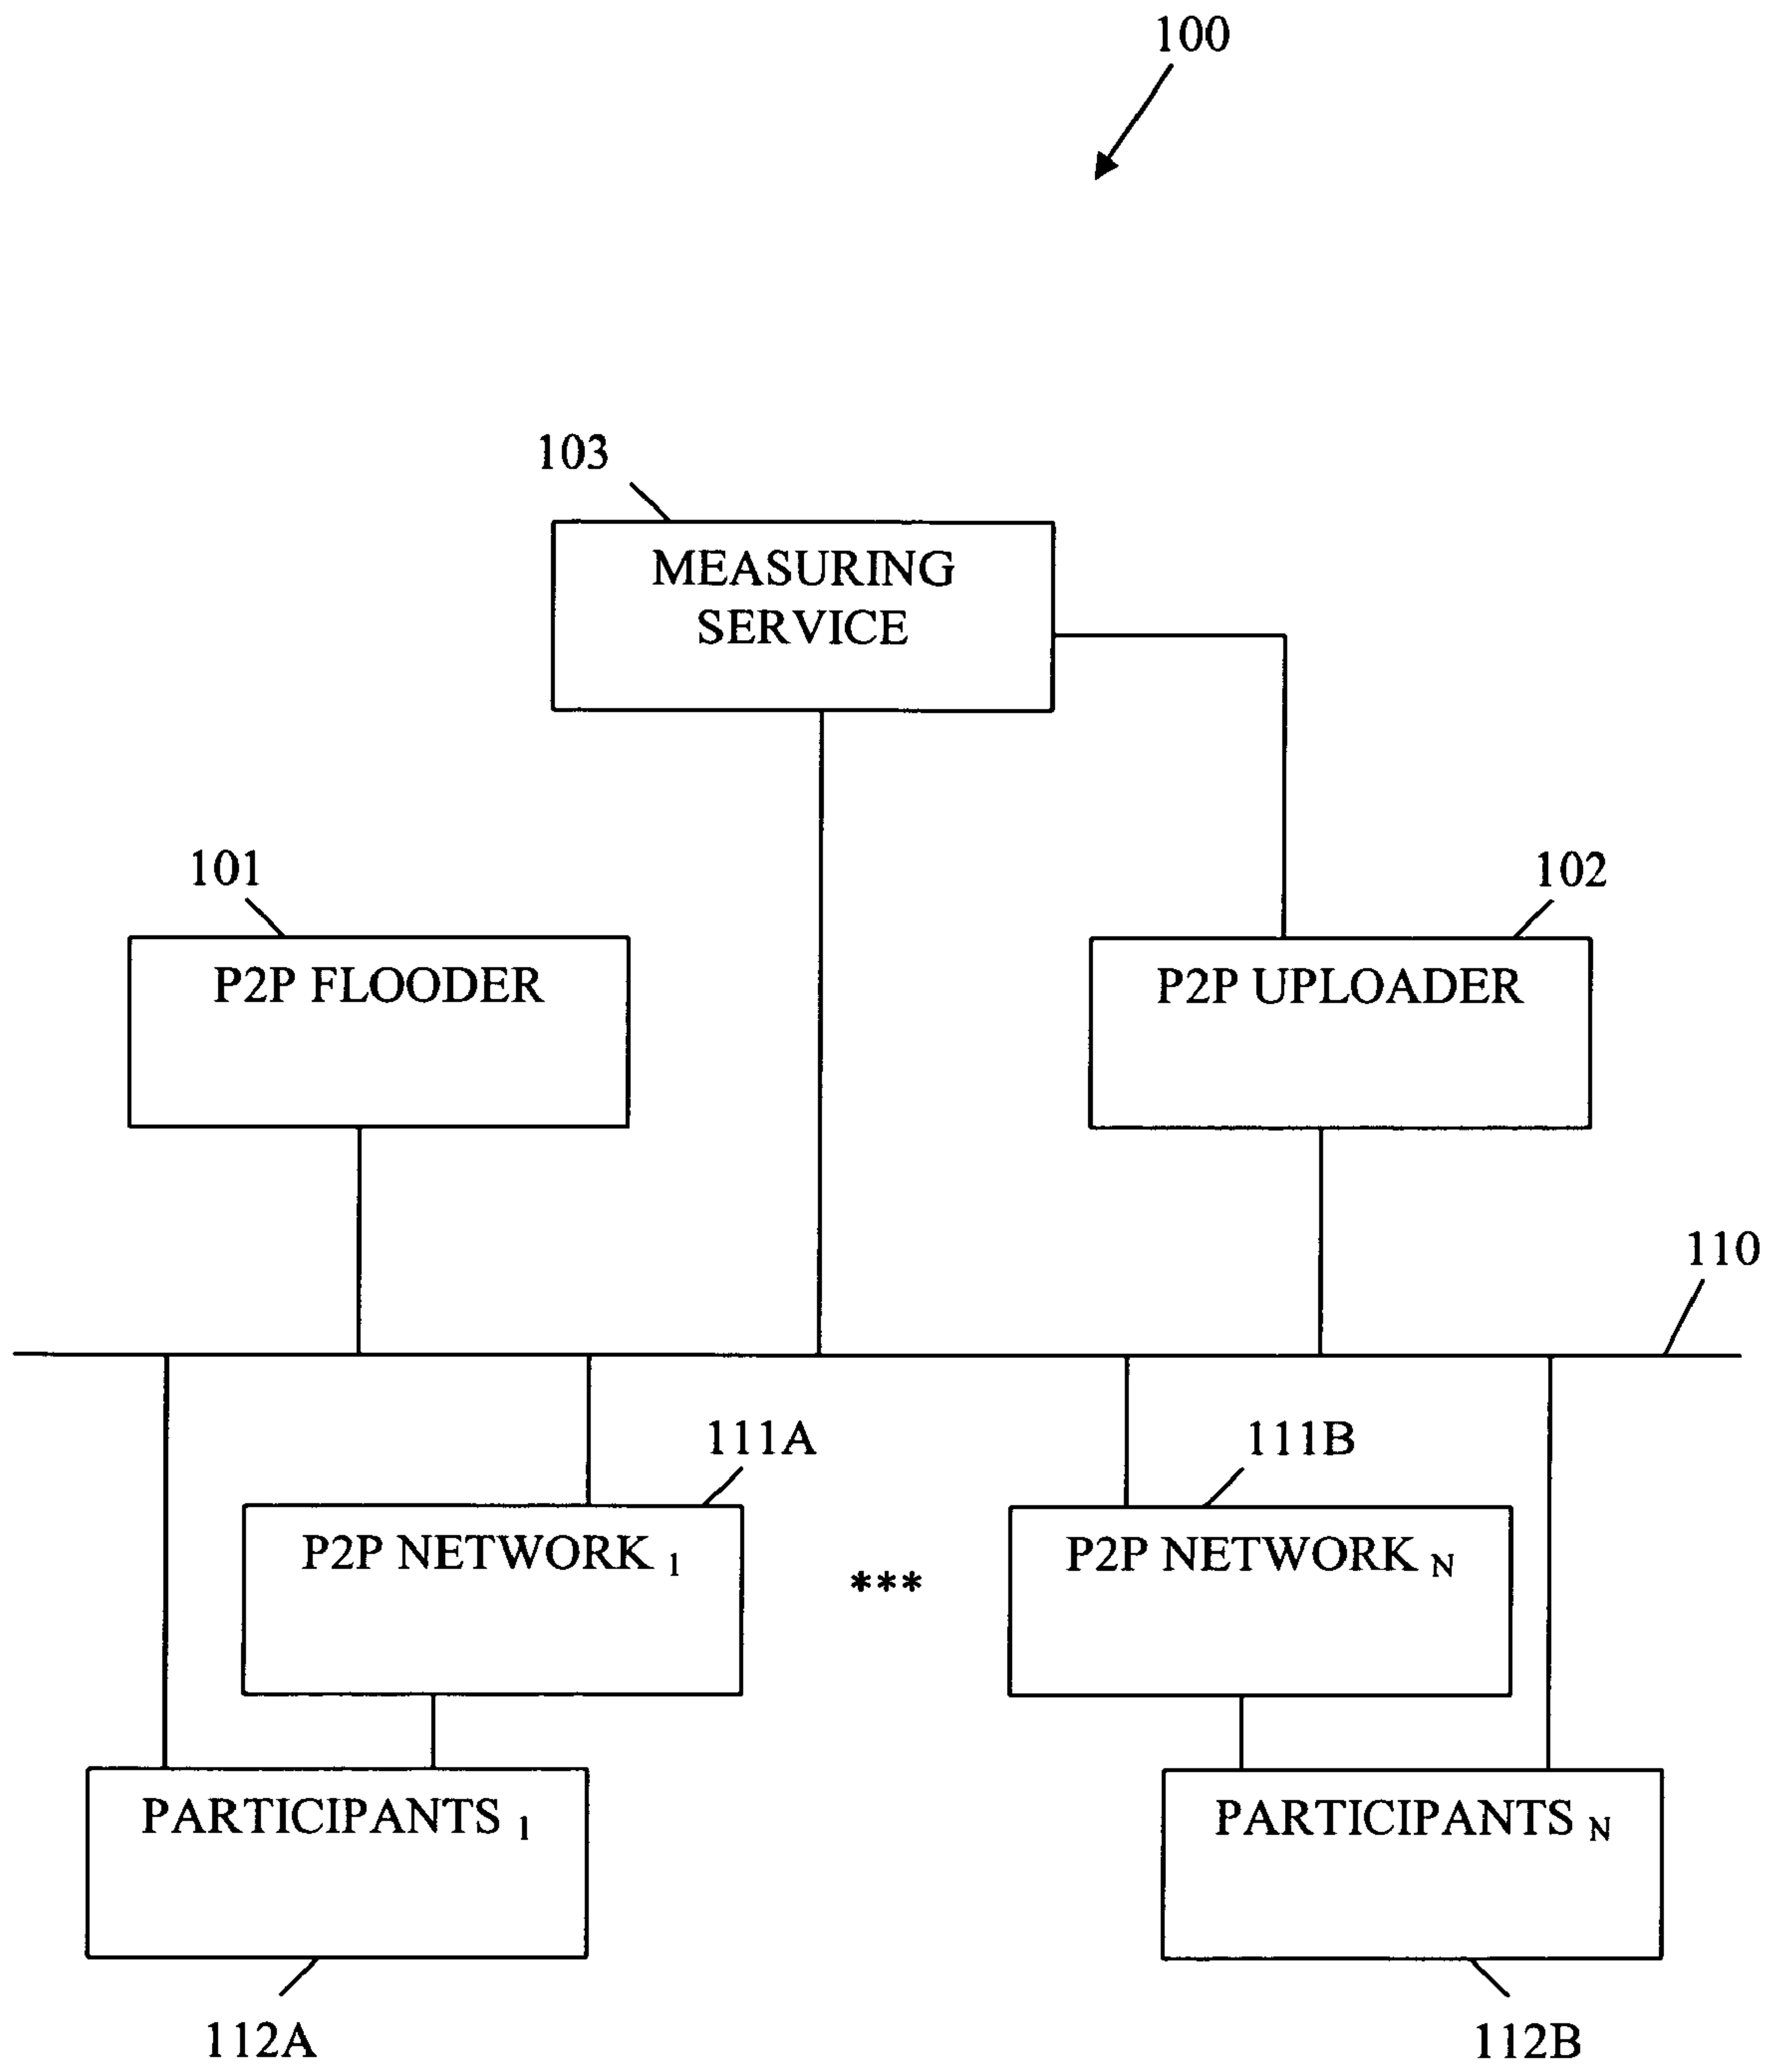 100
103
MEASURING
SERVICE
101
102
P2P FLOODER
P2P UPLOADER
110
111A
111B
P2P NETWORK 1
P2P NETWORK N
***
PARTICIPANTS 1
PARTICIPANTS N
112A
112B